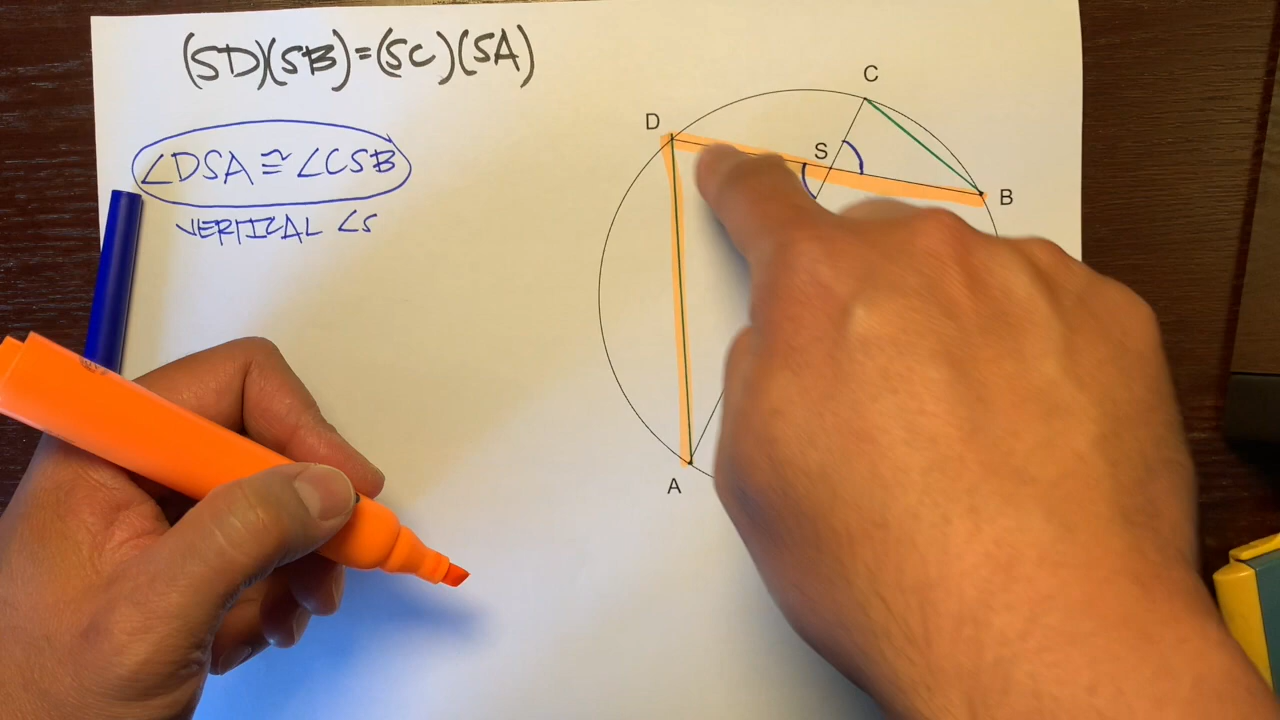 (SD)(SB)=(SC)(SA)
∠DSA ≅ ∠CSB
VERTICAL ∠S
C
D
S
B
A